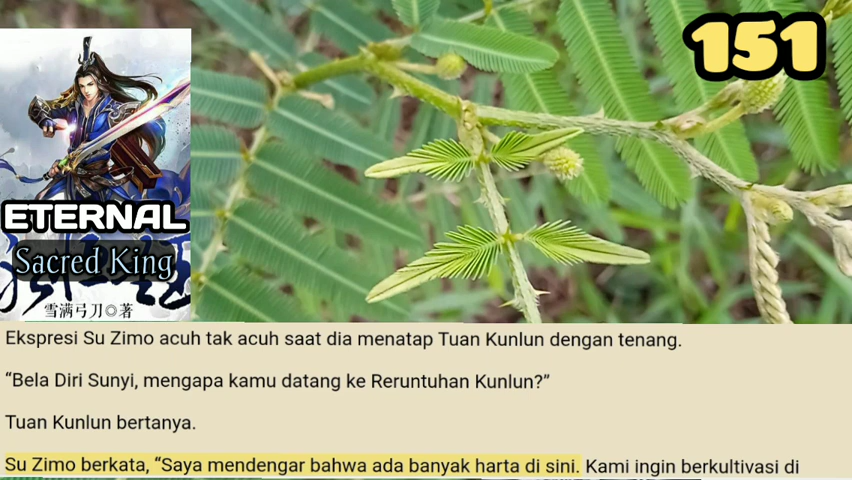 151
ETERNAL
Sacred King
雪满弓刀◎著
Ekspresi Su Zimo acuh tak acuh saat dia menatap Tuan Kunlun dengan tenang.
“Bela Diri Sunyi, mengapa kamu datang ke Reruntuhan Kunlun?”
Tuan Kunlun bertanya.
Su Zimo berkata, “Saya mendengar bahwa ada banyak harta di sini. Kami ingin berkultivasi di